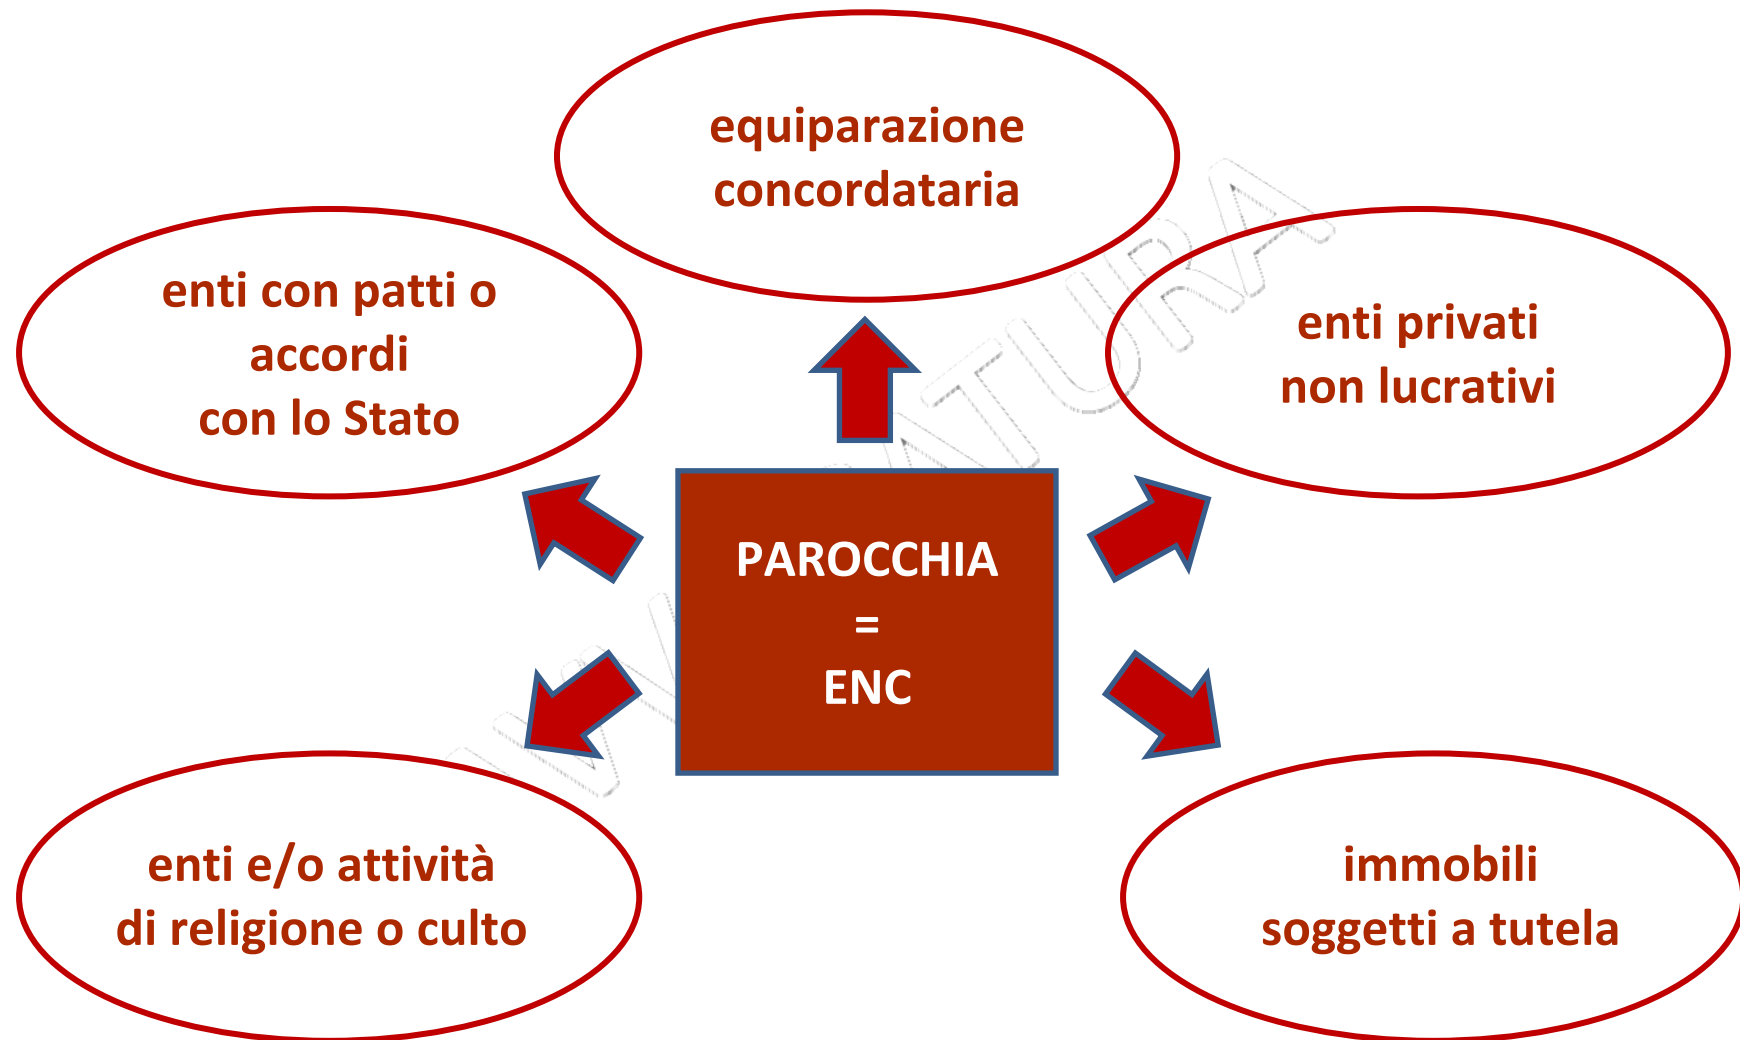 equiparazione
concordataria
enti con patti o
accordi
con lo Stato
enti privati
non lucrativi
PAROCCHIA
=
ENC
enti e/o attività
di religione o culto
immobili
soggetti a tutela